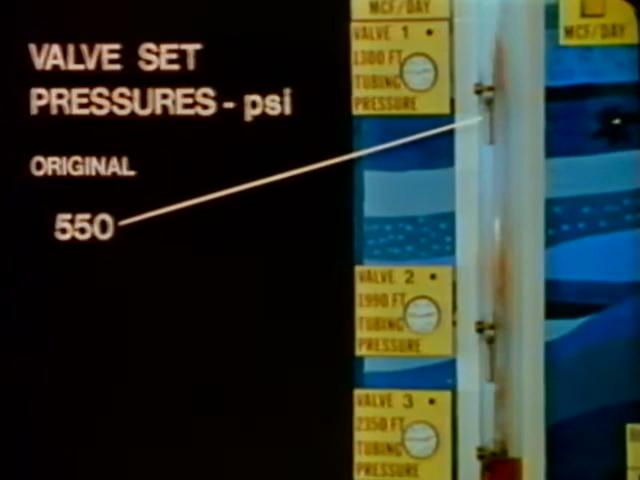 VALVE SET
PRESSURES - psi
ORIGINAL
550
MCF/DAY
VALVE 1
1300 FT
TUBING
PRESSURE
MCF/DAY
VALVE 2
1990 FT
TUBING
PRESSURE
VALVE 3
2350 FT
TUBING
PRESSURE